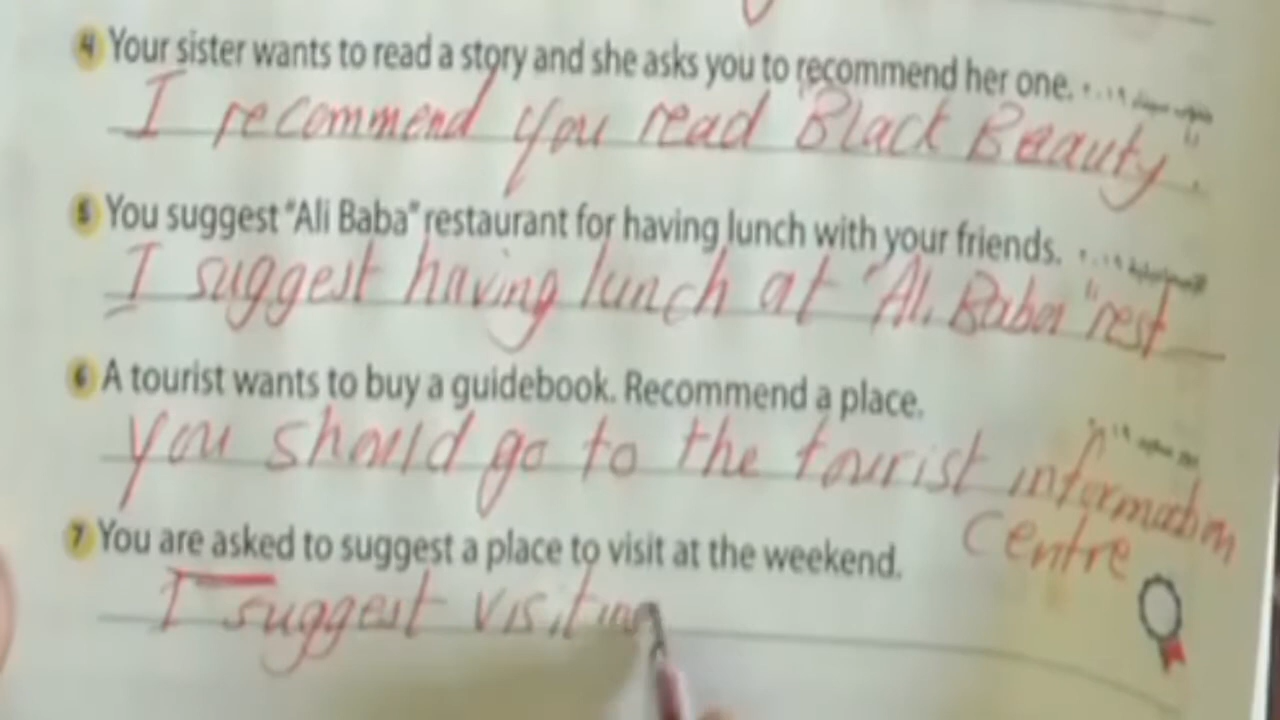 4 Your sister wants to read a story and she asks you to recommend her one.
I recommend you read Black Beauty.
5 You suggest "Ali Baba" restaurant for having lunch with your friends.
I suggest having lunch at "Ali Baba" rest
6 A tourist wants to buy a guidebook. Recommend a place.
You should go to the tourist information
centre
7 You are asked to suggest a place to visit at the weekend.
I suggest visiting